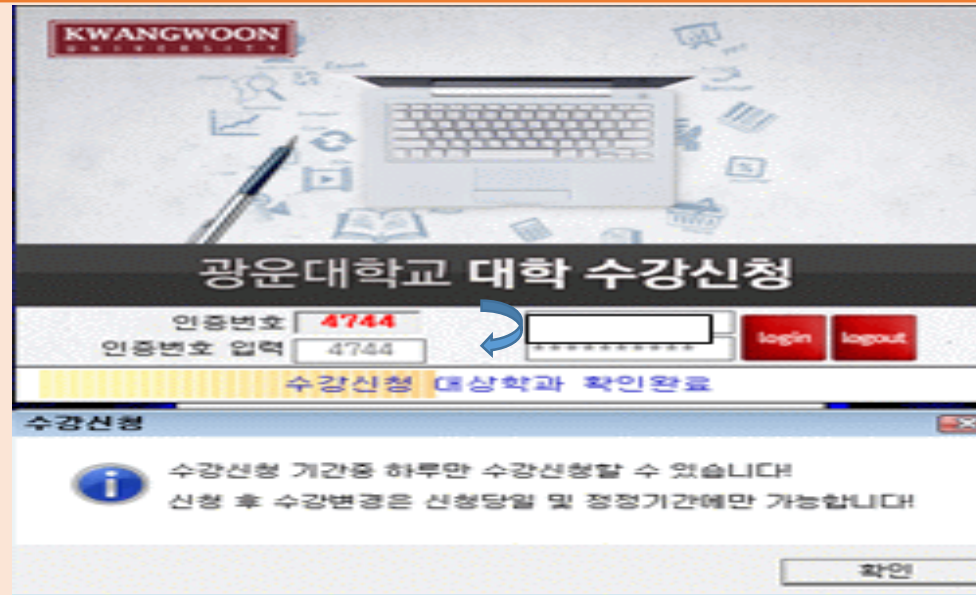 KWANGWOON
UNIVERSITY
광운대학교 대학 수강신청
인증번호 4744
인증번호 입력 4744 **********
login logout
수강신청 대상학과 확인완료
수강신청
수강신청 기간중 하루만 수강신청할 수 있습니다!
신청 후 수강변경은 신청당일 및 정정기간에만 가능합니다!
확인